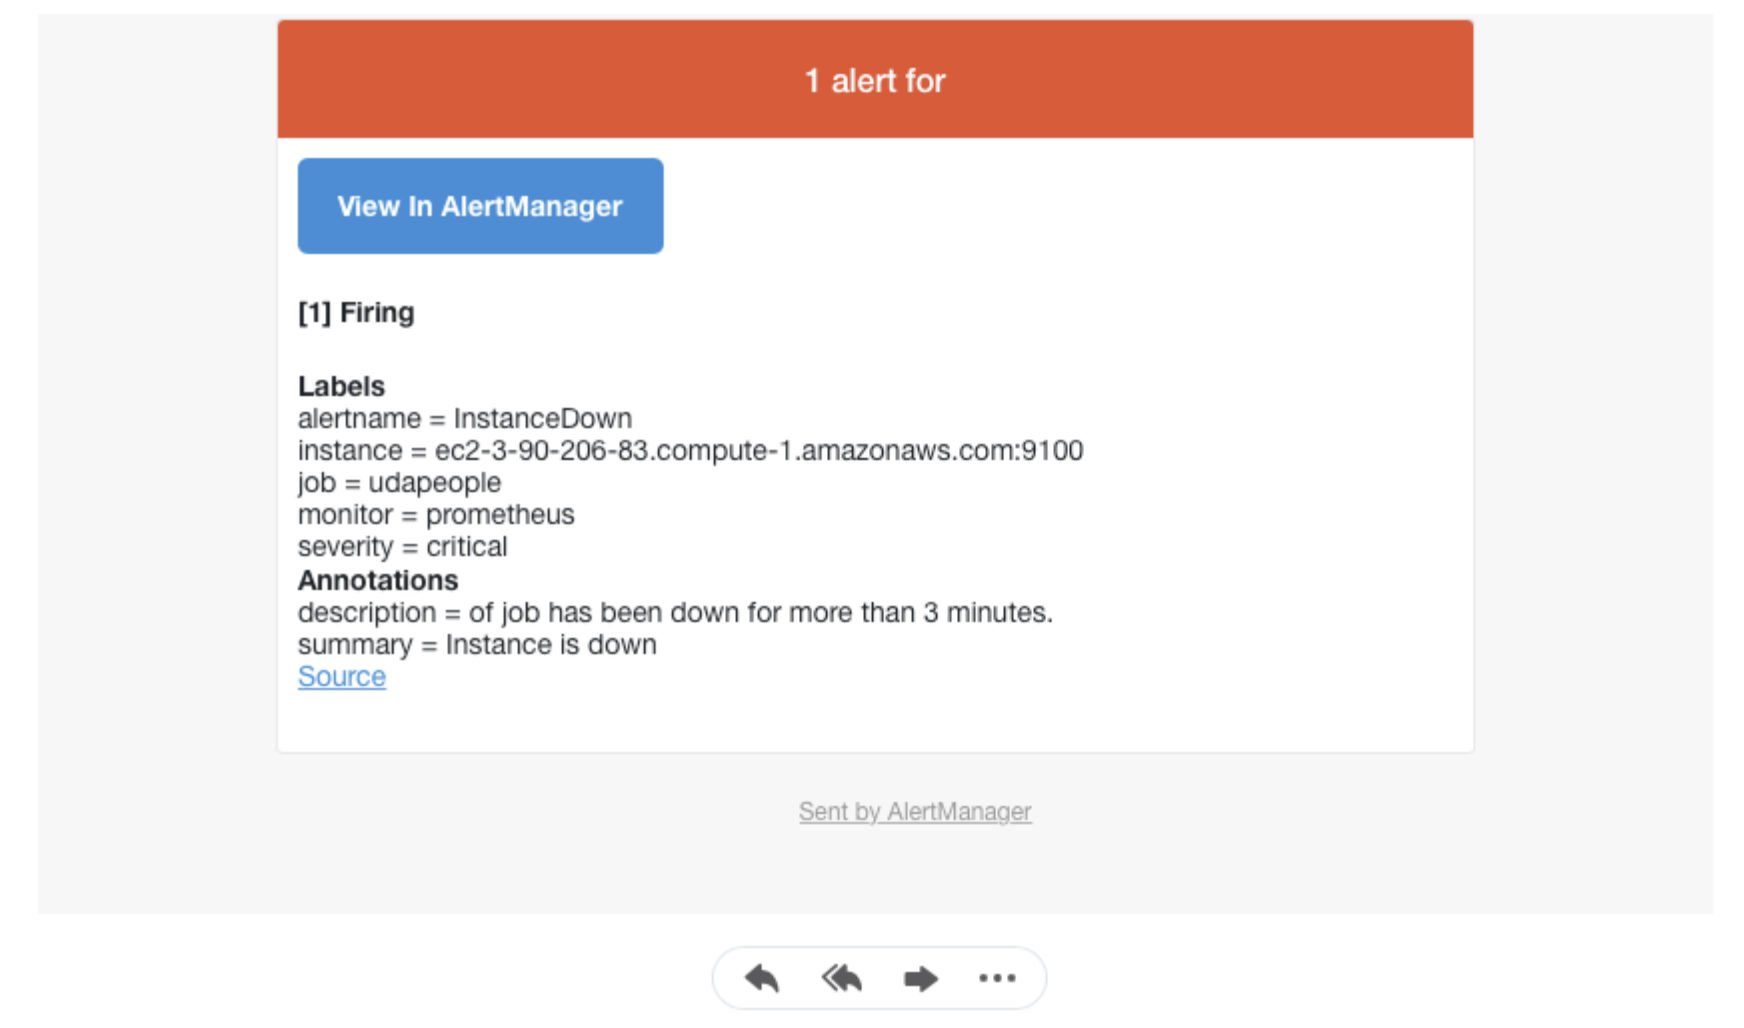 1 alert for
View In AlertManager
[1] Firing
Labels
alertname = InstanceDown
instance = ec2-3-90-206-83.compute-1.amazonaws.com:9100
job = udapeople
monitor = prometheus
severity = critical
Annotations
description = of job has been down for more than 3 minutes.
summary = Instance is down
Source
Sent by AlertManager